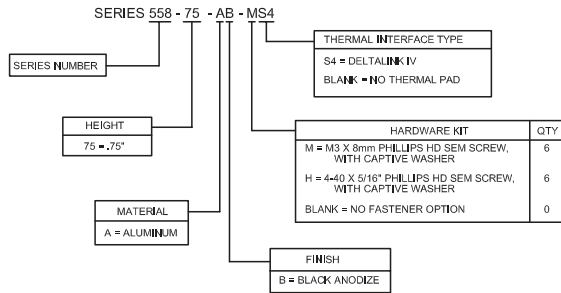 SERIES 558 - 75 - AB - MS4
THERMAL INTERFACE TYPE
S4 = DELTALINK IV
BLANK = NO THERMAL PAD
SERIES NUMBER
HEIGHT
75 = .75"
HARDWARE KIT QTY
M = M3 X 8mm PHILLIPS HD SEM SCREW, 6
WITH CAPTIVE WASHER
H = 4-40 X 5/16" PHILLIPS HD SEM SCREW, 6
WITH CAPTIVE WASHER
BLANK = NO FASTENER OPTION 0
MATERIAL
A = ALUMINUM
FINISH
B = BLACK ANODIZE